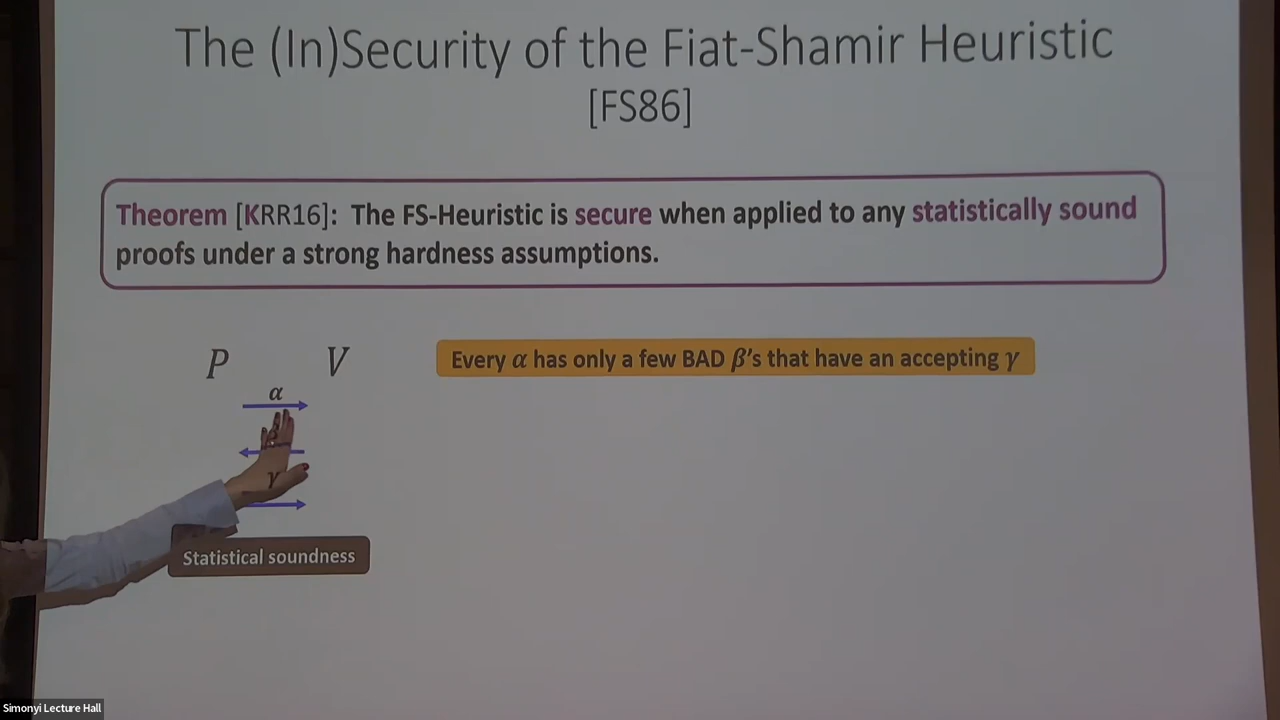 The (In)Security of the Fiat-Shamir Heuristic
[FS86]
Theorem [KRR16]: The FS-Heuristic is secure when applied to any statistically sound
proofs under a strong hardness assumptions.
P V
Every α has only a few BAD β's that have an accepting γ
α
γ
Statistical soundness
Simonyi Lecture Hall